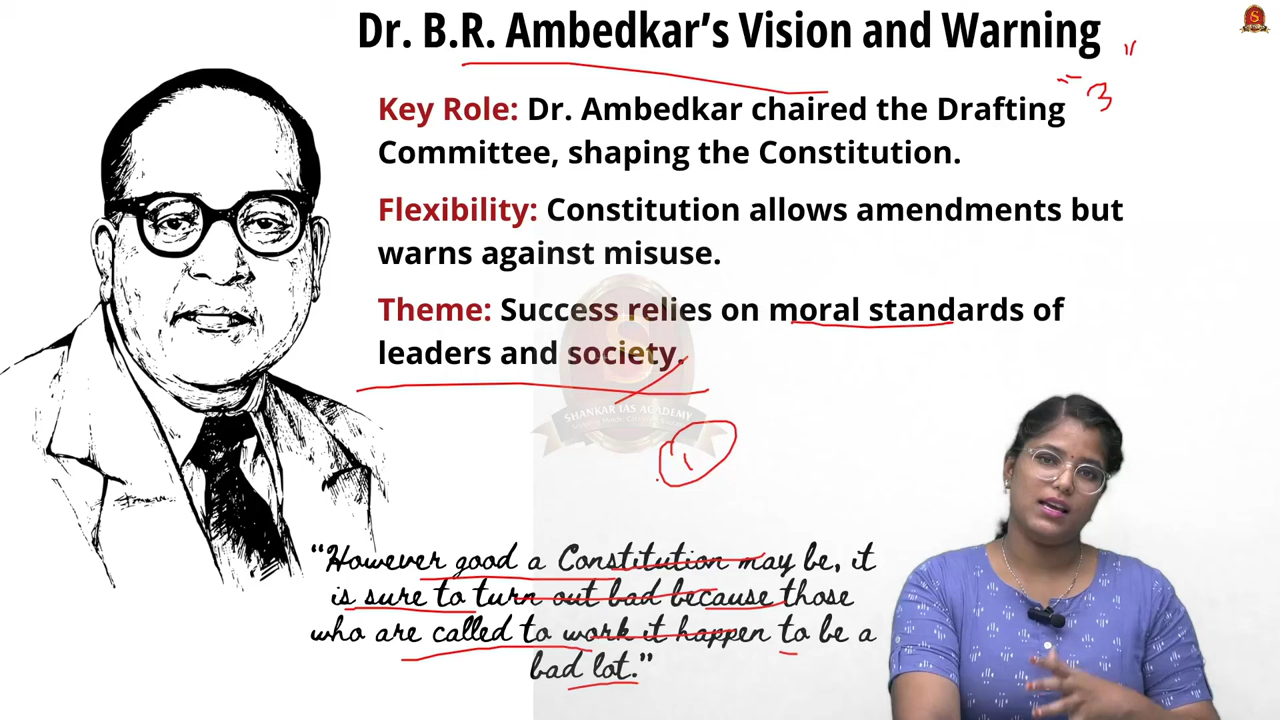 Dr. B.R. Ambedkar’s Vision and Warning
Key Role: Dr. Ambedkar chaired the Drafting
Committee, shaping the Constitution.
Flexibility: Constitution allows amendments but
warns against misuse.
Theme: Success relies on moral standards of
leaders and society.
SHANKAR IAS ACADEMY
“However good a Constitution may be, it
is sure to turn out bad because those
who are called to work it happen to be a
bad lot.”